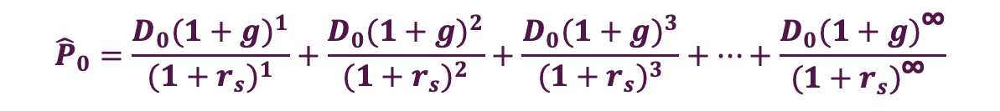 P̂₀ = D₀(1 + g)¹/(1 + rₛ)¹ + D₀(1 + g)²/(1 + rₛ)² + D₀(1 + g)³/(1 + rₛ)³ + ⋯ + D₀(1 + g)^∞/(1 + rₛ)^∞